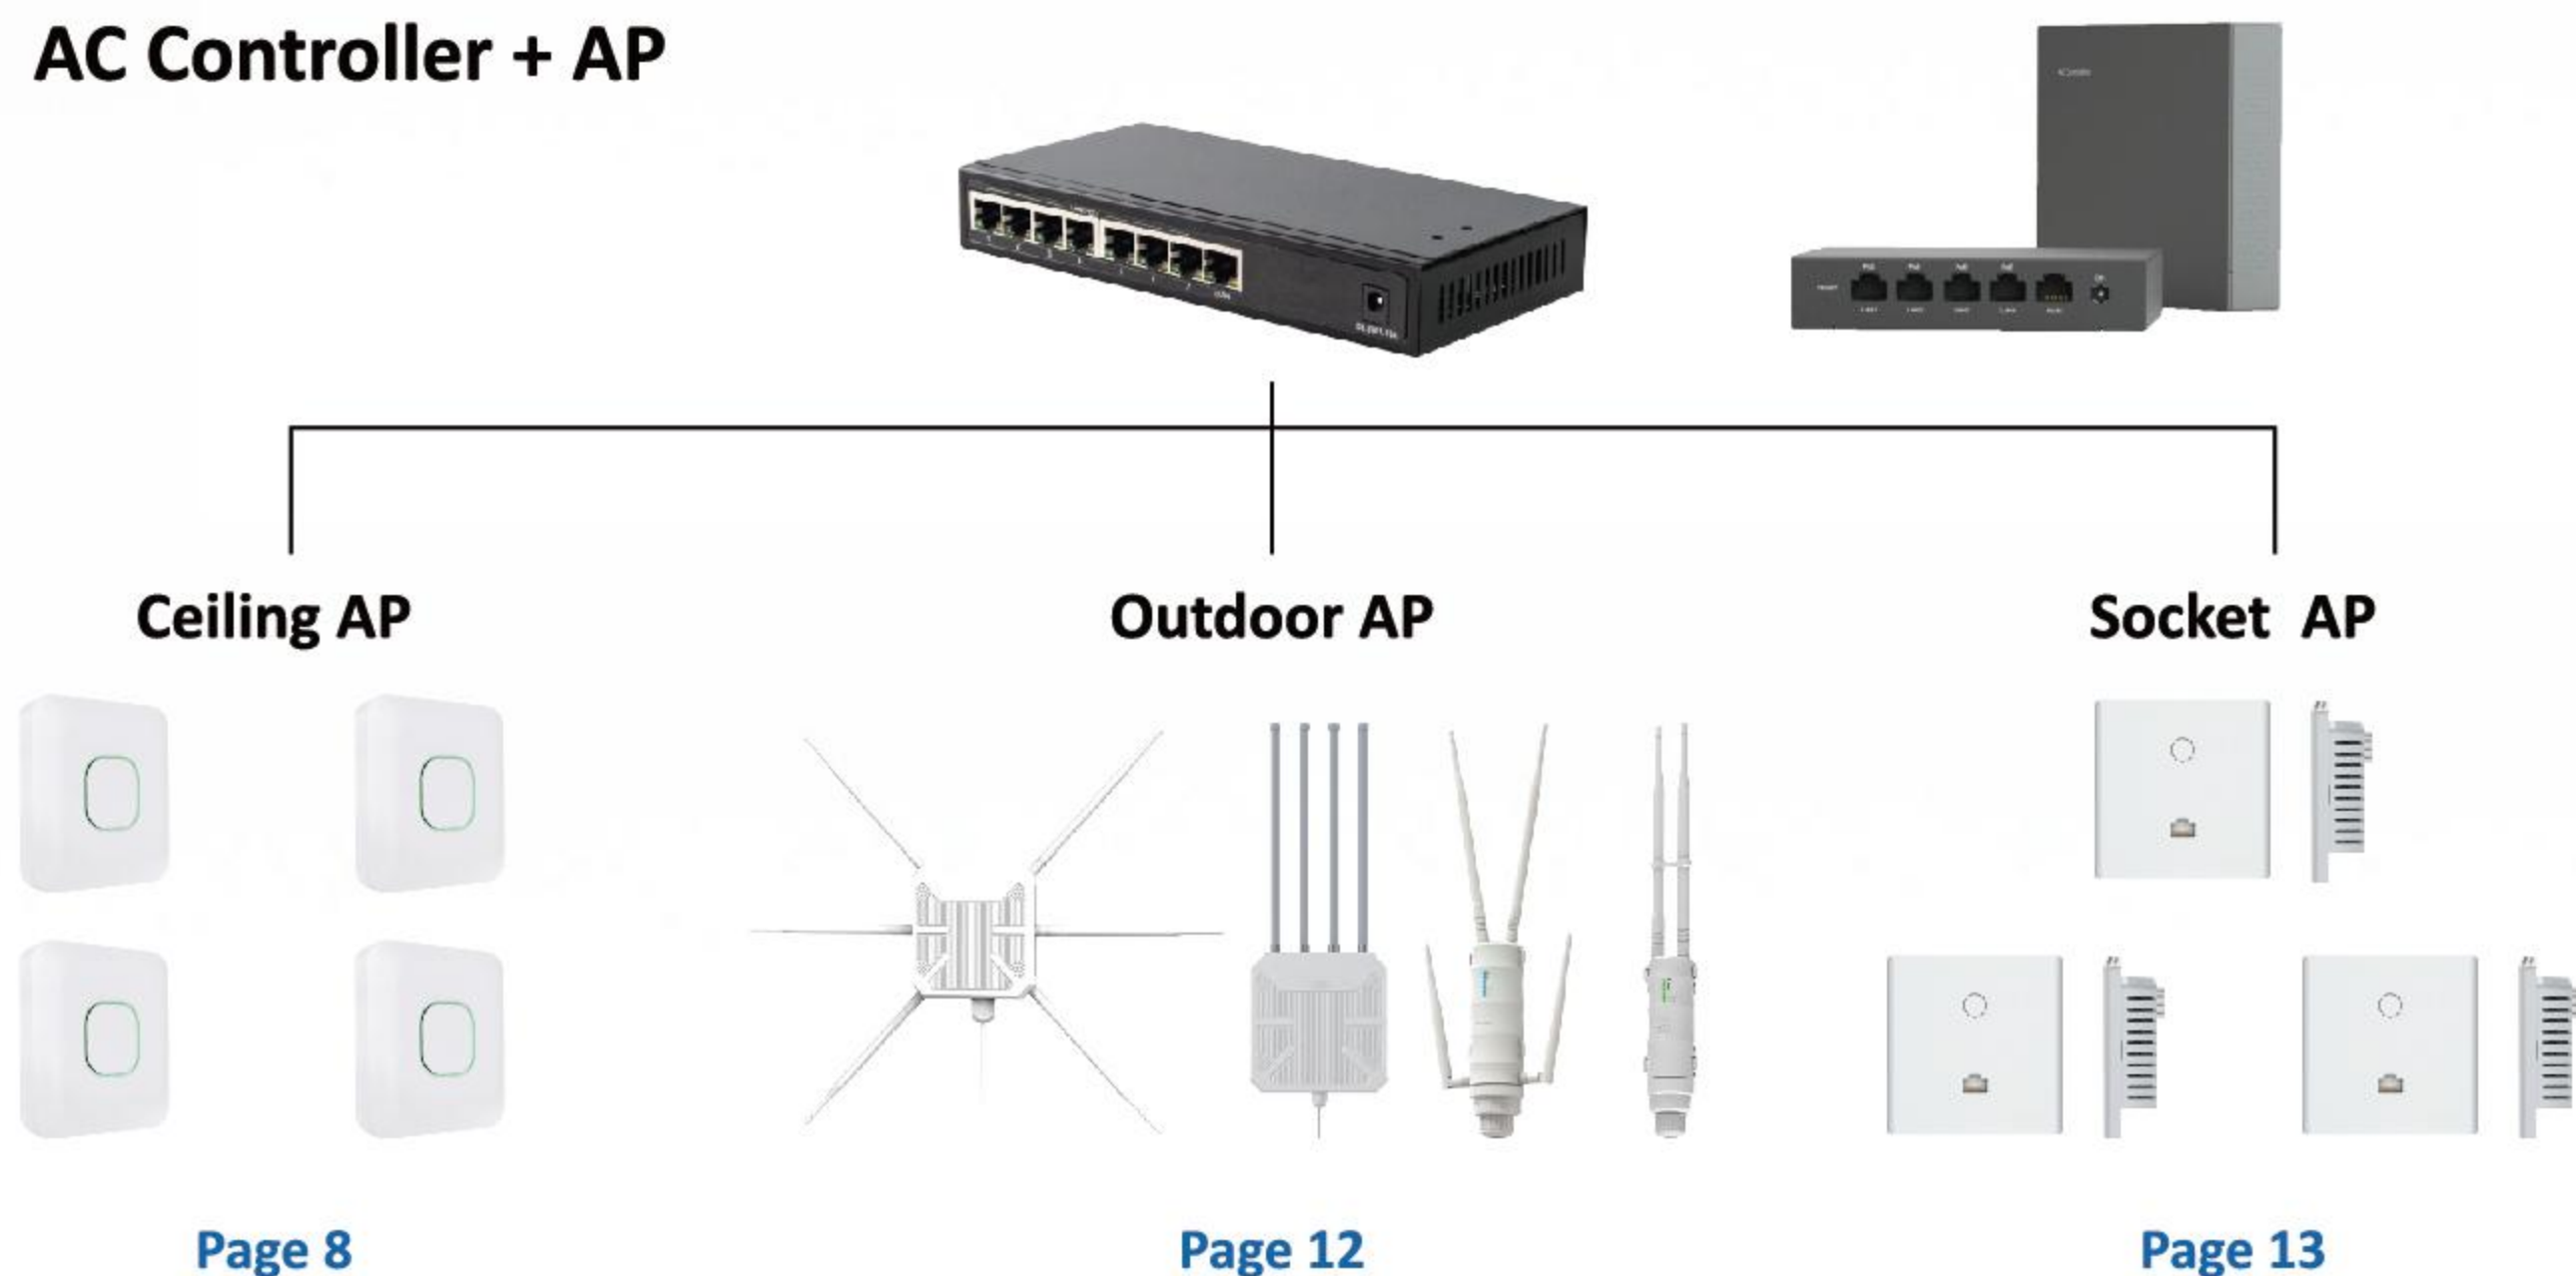 AC Controller + AP
Ceiling AP
Outdoor AP
Socket AP
Page 8
Page 12
Page 13